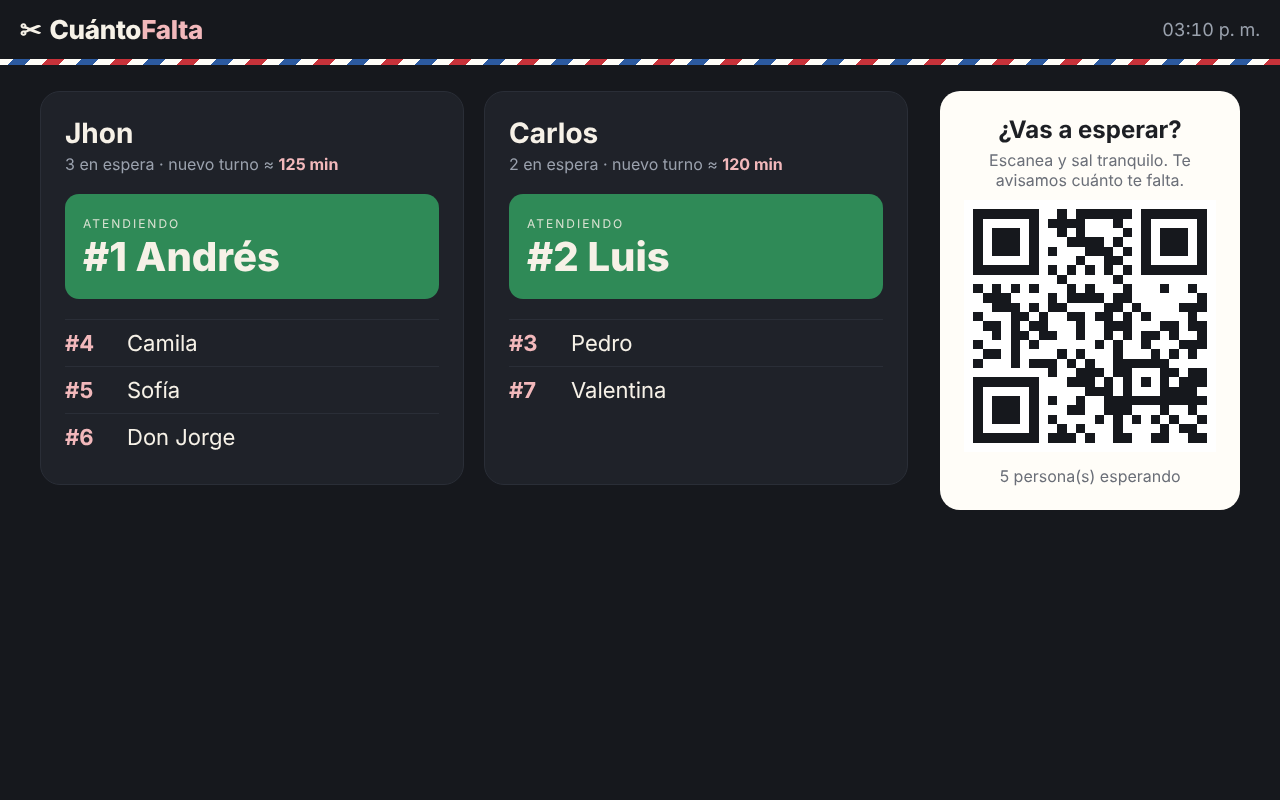 ✂ CuántoFalta
03:10 p. m.
Jhon
3 en espera · nuevo turno ≈ 125 min
ATENDIENDO
#1 Andrés
#4 Camila
#5 Sofía
#6 Don Jorge
Carlos
2 en espera · nuevo turno ≈ 120 min
ATENDIENDO
#2 Luis
#3 Pedro
#7 Valentina
¿Vas a esperar?
Escanea y sal tranquilo. Te
avisamos cuánto te falta.
5 persona(s) esperando